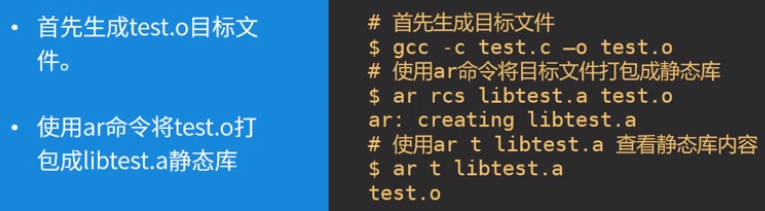 • 首先生成test.o目标文
件。
• 使用ar命令将test.o打
包成libtest.a静态库
# 首先生成目标文件
$ gcc -c test.c –o test.o
# 使用ar命令将目标文件打包成静态库
$ ar rcs libtest.a test.o
ar: creating libtest.a
# 使用ar t libtest.a 查看静态库内容
$ ar t libtest.a
test.o